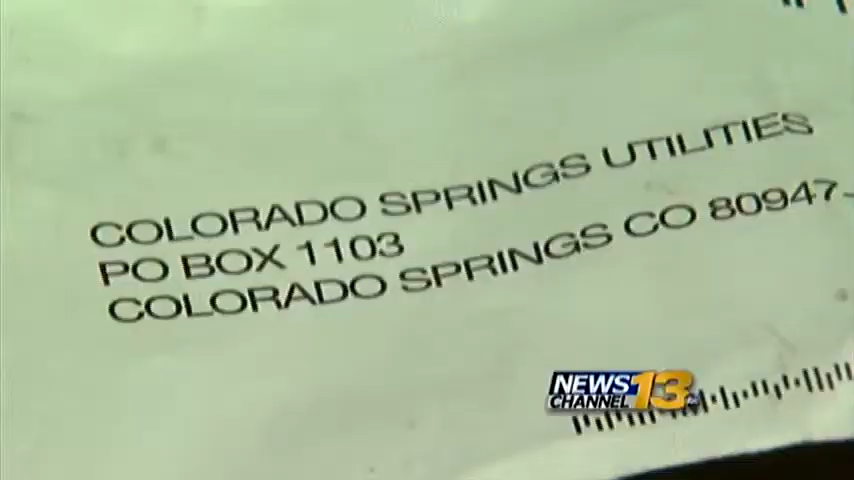 COLORADO SPRINGS UTILITIES
PO BOX 1103
COLORADO SPRINGS CO 80947-
NEWS
CHANNEL 13